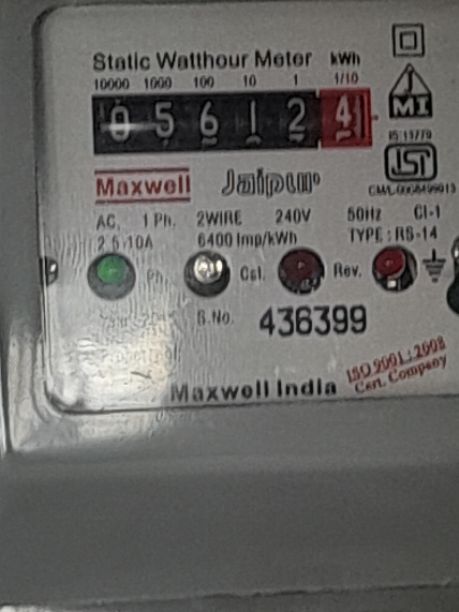 Static Watthour Meter kWh
10000 1000 100 10 1 1/10
0 5 6 1 2 4
MI
IS 13779
ISI
Maxwell Jaipur
AC, 1 Ph. 2WIRE 240V 50Hz Cl-1
2.5-10A 6400 Imp/kWh TYPE : RS-14
Ph. Cal. Rev.
S.No. 436399
ISO 9001:2008
Cert. Company
Maxwell India